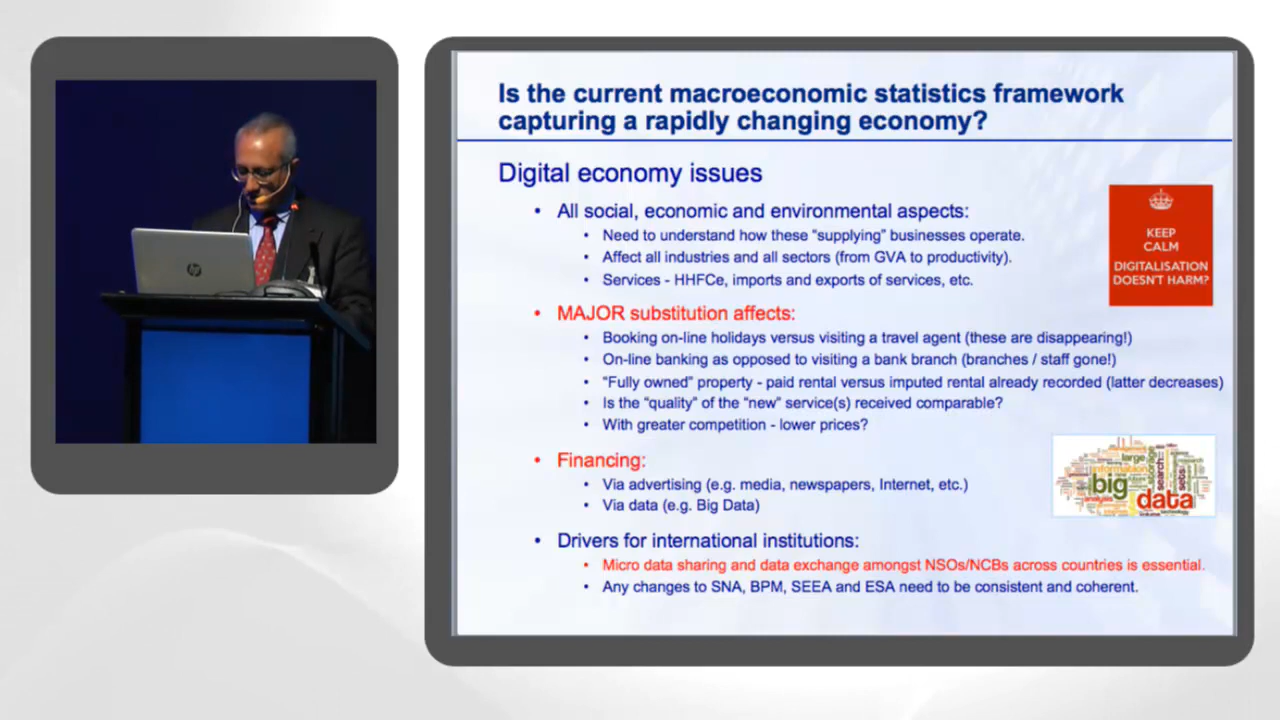 Is the current macroeconomic statistics framework
capturing a rapidly changing economy?
Digital economy issues
• All social, economic and environmental aspects:
• Need to understand how these “supplying” businesses operate.
• Affect all industries and all sectors (from GVA to productivity).
• Services - HHFCe, imports and exports of services, etc.
KEEP
CALM
DIGITALISATION
DOESN'T HARM?
• MAJOR substitution affects:
• Booking on-line holidays versus visiting a travel agent (these are disappearing!)
• On-line banking as opposed to visiting a bank branch (branches / staff gone!)
• “Fully owned” property - paid rental versus imputed rental already recorded (latter decreases)
• Is the “quality” of the “new” service(s) received comparable?
• With greater competition - lower prices?
• Financing:
• Via advertising (e.g. media, newspapers, Internet, etc.)
• Via data (e.g. Big Data)
large
information
search
storage
sets
big
data
analysis
• Drivers for international institutions:
• Micro data sharing and data exchange amongst NSOs/NCBs across countries is essential.
• Any changes to SNA, BPM, SEEA and ESA need to be consistent and coherent.
hp